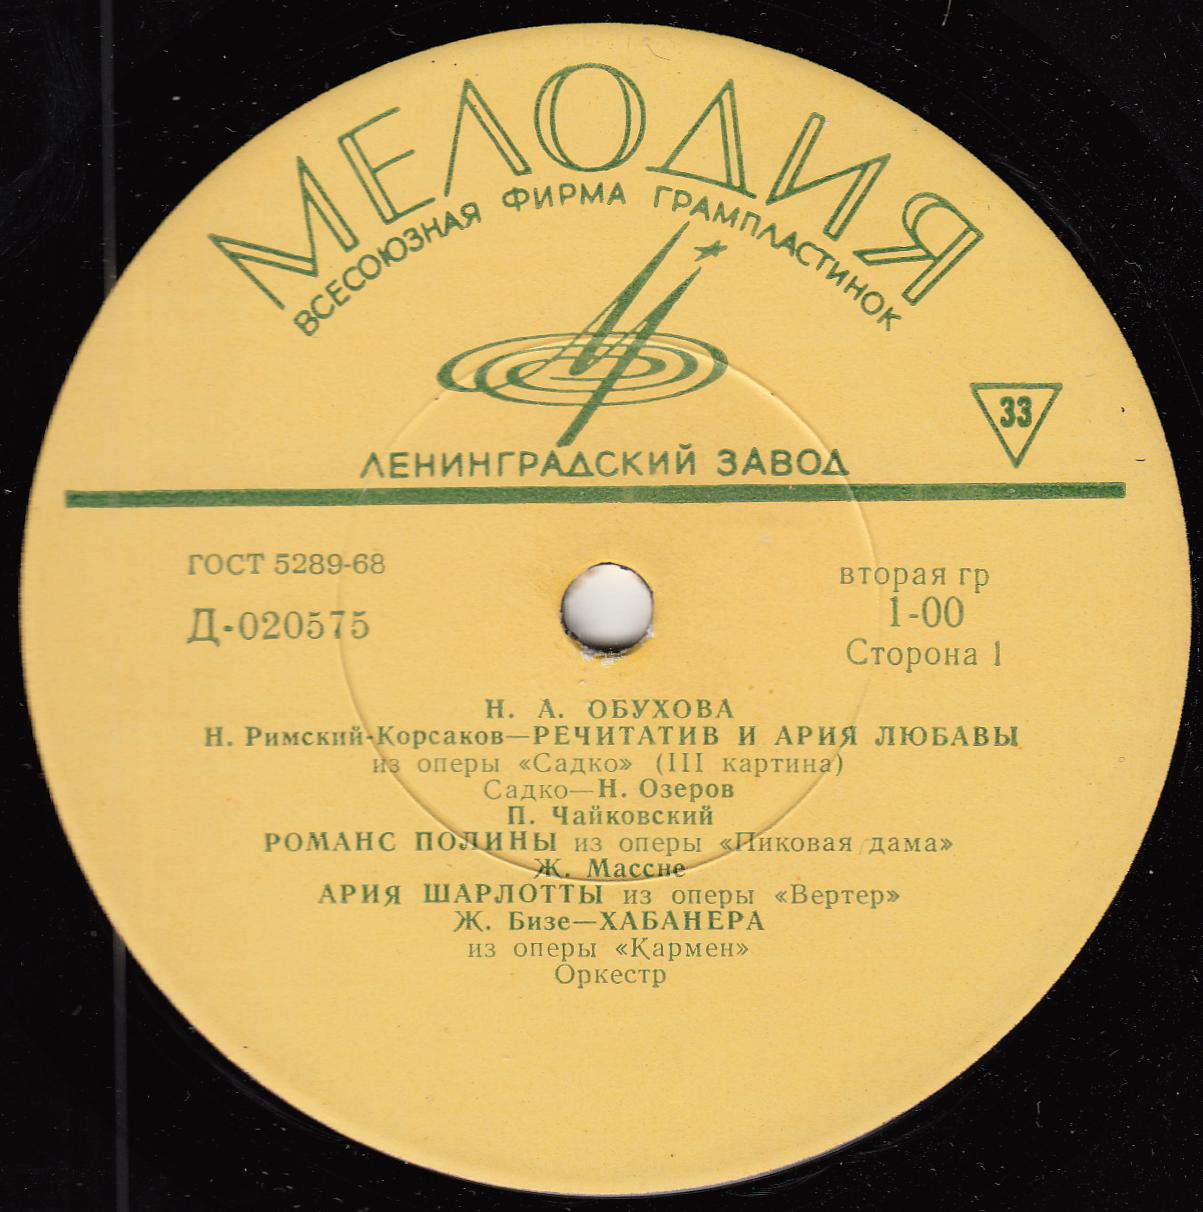 МЕЛОДИЯ
ВСЕСОЮЗНАЯ ФИРМА ГРАМПЛАСТИНОК
33
ЛЕНИНГРАДСКИЙ ЗАВОД
ГОСТ 5289-68
Д-020575
вторая гр
1-00
Сторона 1
Н. А. ОБУХОВА
Н. Римский-Корсаков—РЕЧИТАТИВ И АРИЯ ЛЮБАВЫ
из оперы «Садко» (III картина)
Садко—Н. Озеров
П. Чайковский
РОМАНС ПОЛИНЫ из оперы «Пиковая дама»
Ж. Массне
АРИЯ ШАРЛОТТЫ из оперы «Вертер»
Ж. Бизе—ХАБАНЕРА
из оперы «Кармен»
Оркестр